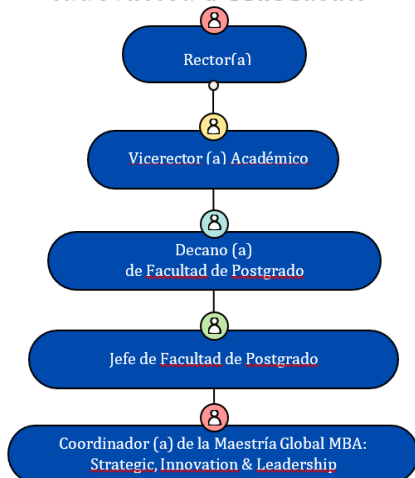 Rector(a)
Vicerector (a) Académico
Decano (a)
de Facultad de Postgrado
Jefe de Facultad de Postgrado
Coordinador (a) de la Maestría Global MBA:
Strategic, Innovation & Leadership